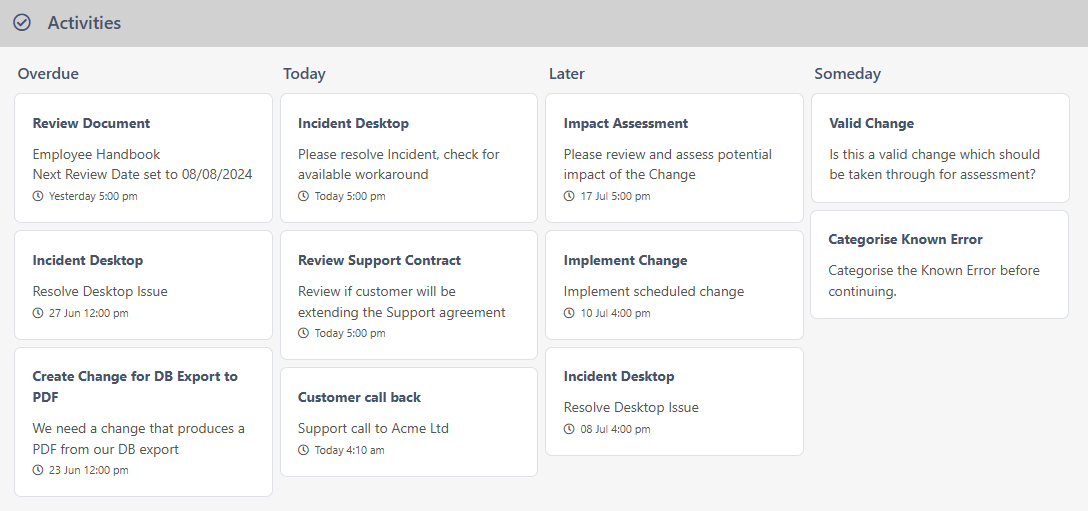 Activities
Overdue
Review Document
Employee Handbook
Next Review Date set to 08/08/2024
Yesterday 5:00 pm
Incident Desktop
Resolve Desktop Issue
27 Jun 12:00 pm
Create Change for DB Export to
PDF
We need a change that produces a
PDF from our DB export
23 Jun 12:00 pm
Today
Incident Desktop
Please resolve Incident, check for
available workaround
Today 5:00 pm
Review Support Contract
Review if customer will be
extending the Support agreement
Today 5:00 pm
Customer call back
Support call to Acme Ltd
Today 4:10 am
Later
Impact Assessment
Please review and assess potential
impact of the Change
17 Jul 5:00 pm
Implement Change
Implement scheduled change
10 Jul 4:00 pm
Incident Desktop
Resolve Desktop Issue
08 Jul 4:00 pm
Someday
Valid Change
Is this a valid change which should
be taken through for assessment?
Categorise Known Error
Categorise the Known Error before
continuing.